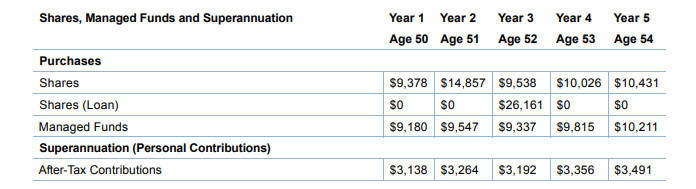 Shares, Managed Funds and Superannuation Year 1 Year 2 Year 3 Year 4 Year 5
Age 50 Age 51 Age 52 Age 53 Age 54
Purchases
Shares $9,378 $14,857 $9,538 $10,026 $10,431
Shares (Loan) $0 $0 $26,161 $0 $0
Managed Funds $9,180 $9,547 $9,337 $9,815 $10,211
Superannuation (Personal Contributions)
After-Tax Contributions $3,138 $3,264 $3,192 $3,356 $3,491